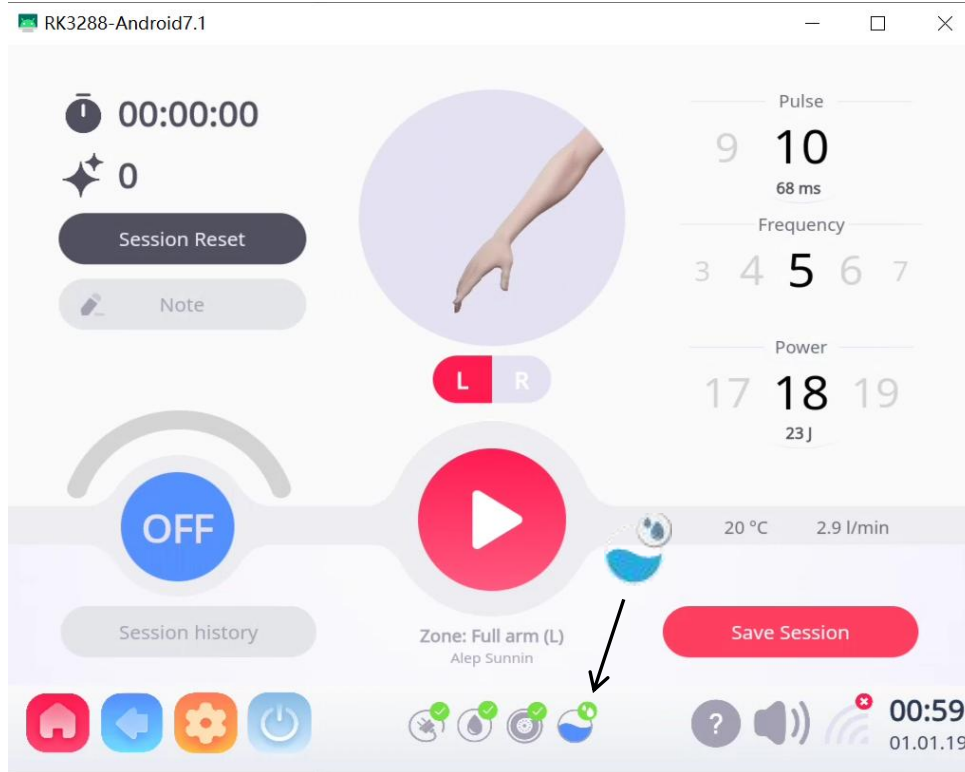 RK3288-Android7.1
00:00:00
0
Session Reset
Note
L R
Pulse
9 10
68 ms
Frequency
3 4 5 6 7
Power
17 18 19
23 J
OFF
20 °C 2.9 l/min
Session history
Zone: Full arm (L)
Alep Sunnin
Save Session
?
00:59
01.01.19